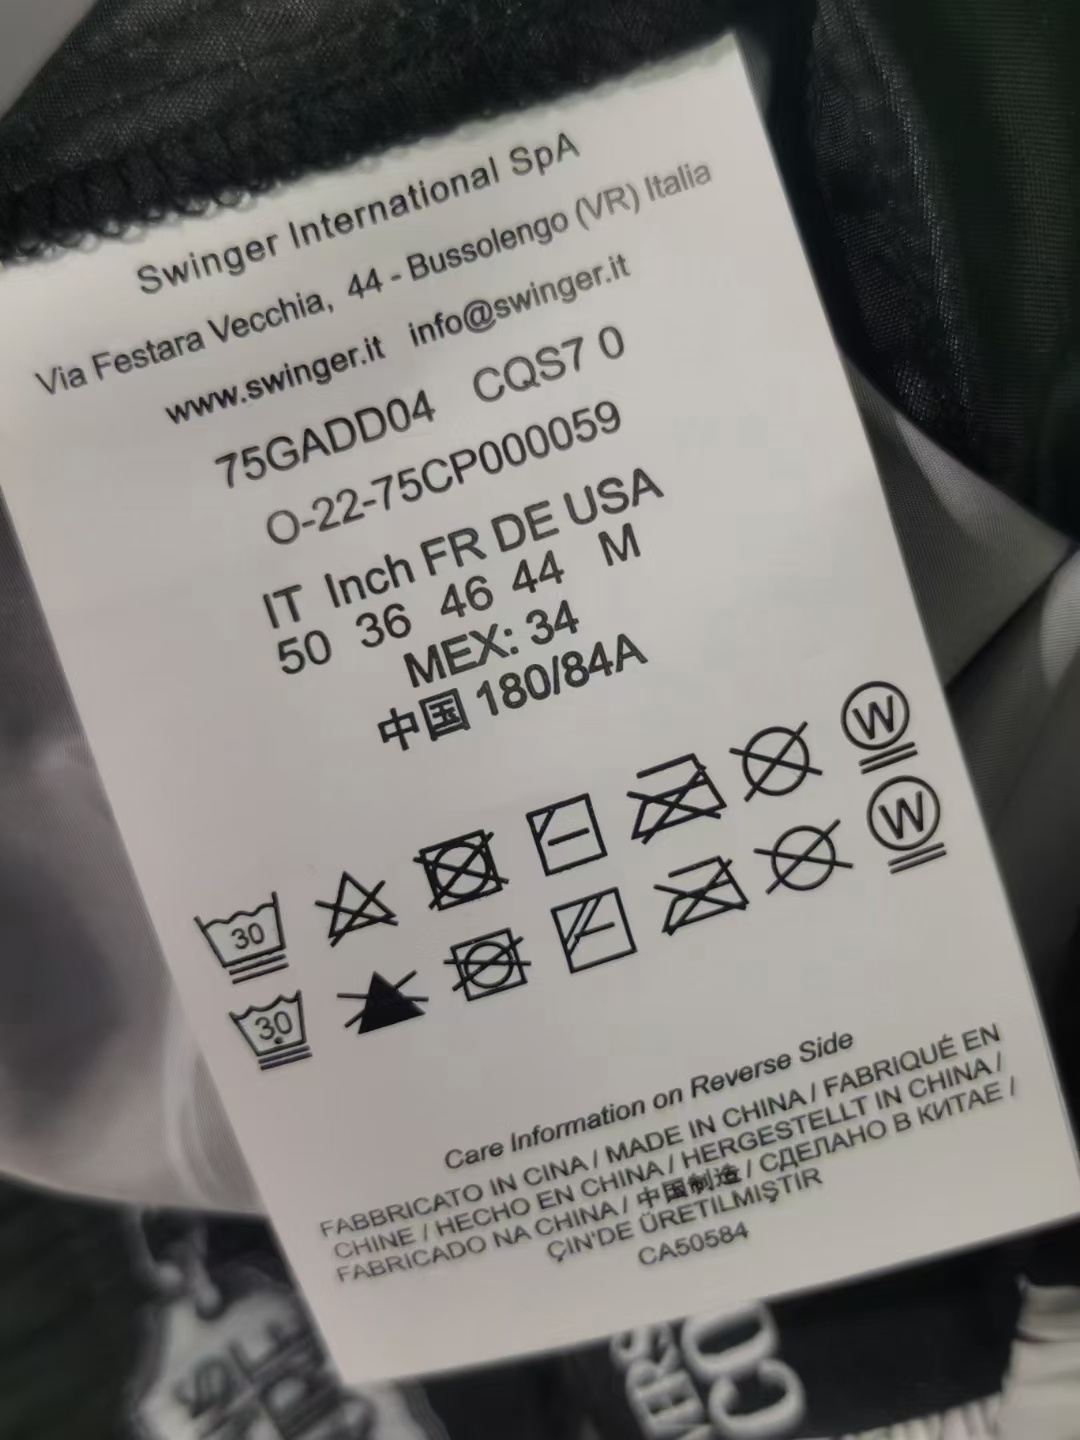 Swinger International SpA
Via Festara Vecchia, 44 - Bussolengo (VR) Italia
www.swinger.it info@swinger.it
75GADD04 CQS7 0
O-22-75CP000059
IT Inch FR DE USA
50 36 46 44 M
MEX: 34
中国 180/84A
W
30
W
30
Care Information on Reverse Side
FABBRICATO IN CINA / MADE IN CHINA / FABRIQUÉ EN
CHINE / HECHO EN CHINA / HERGESTELLT IN CHINA /
FABRICADO NA CHINA / 中国制造 / СДЕЛАНО В КИТАЕ /
ÇIN'DE ÜRETILMIŞTIR
CA50584